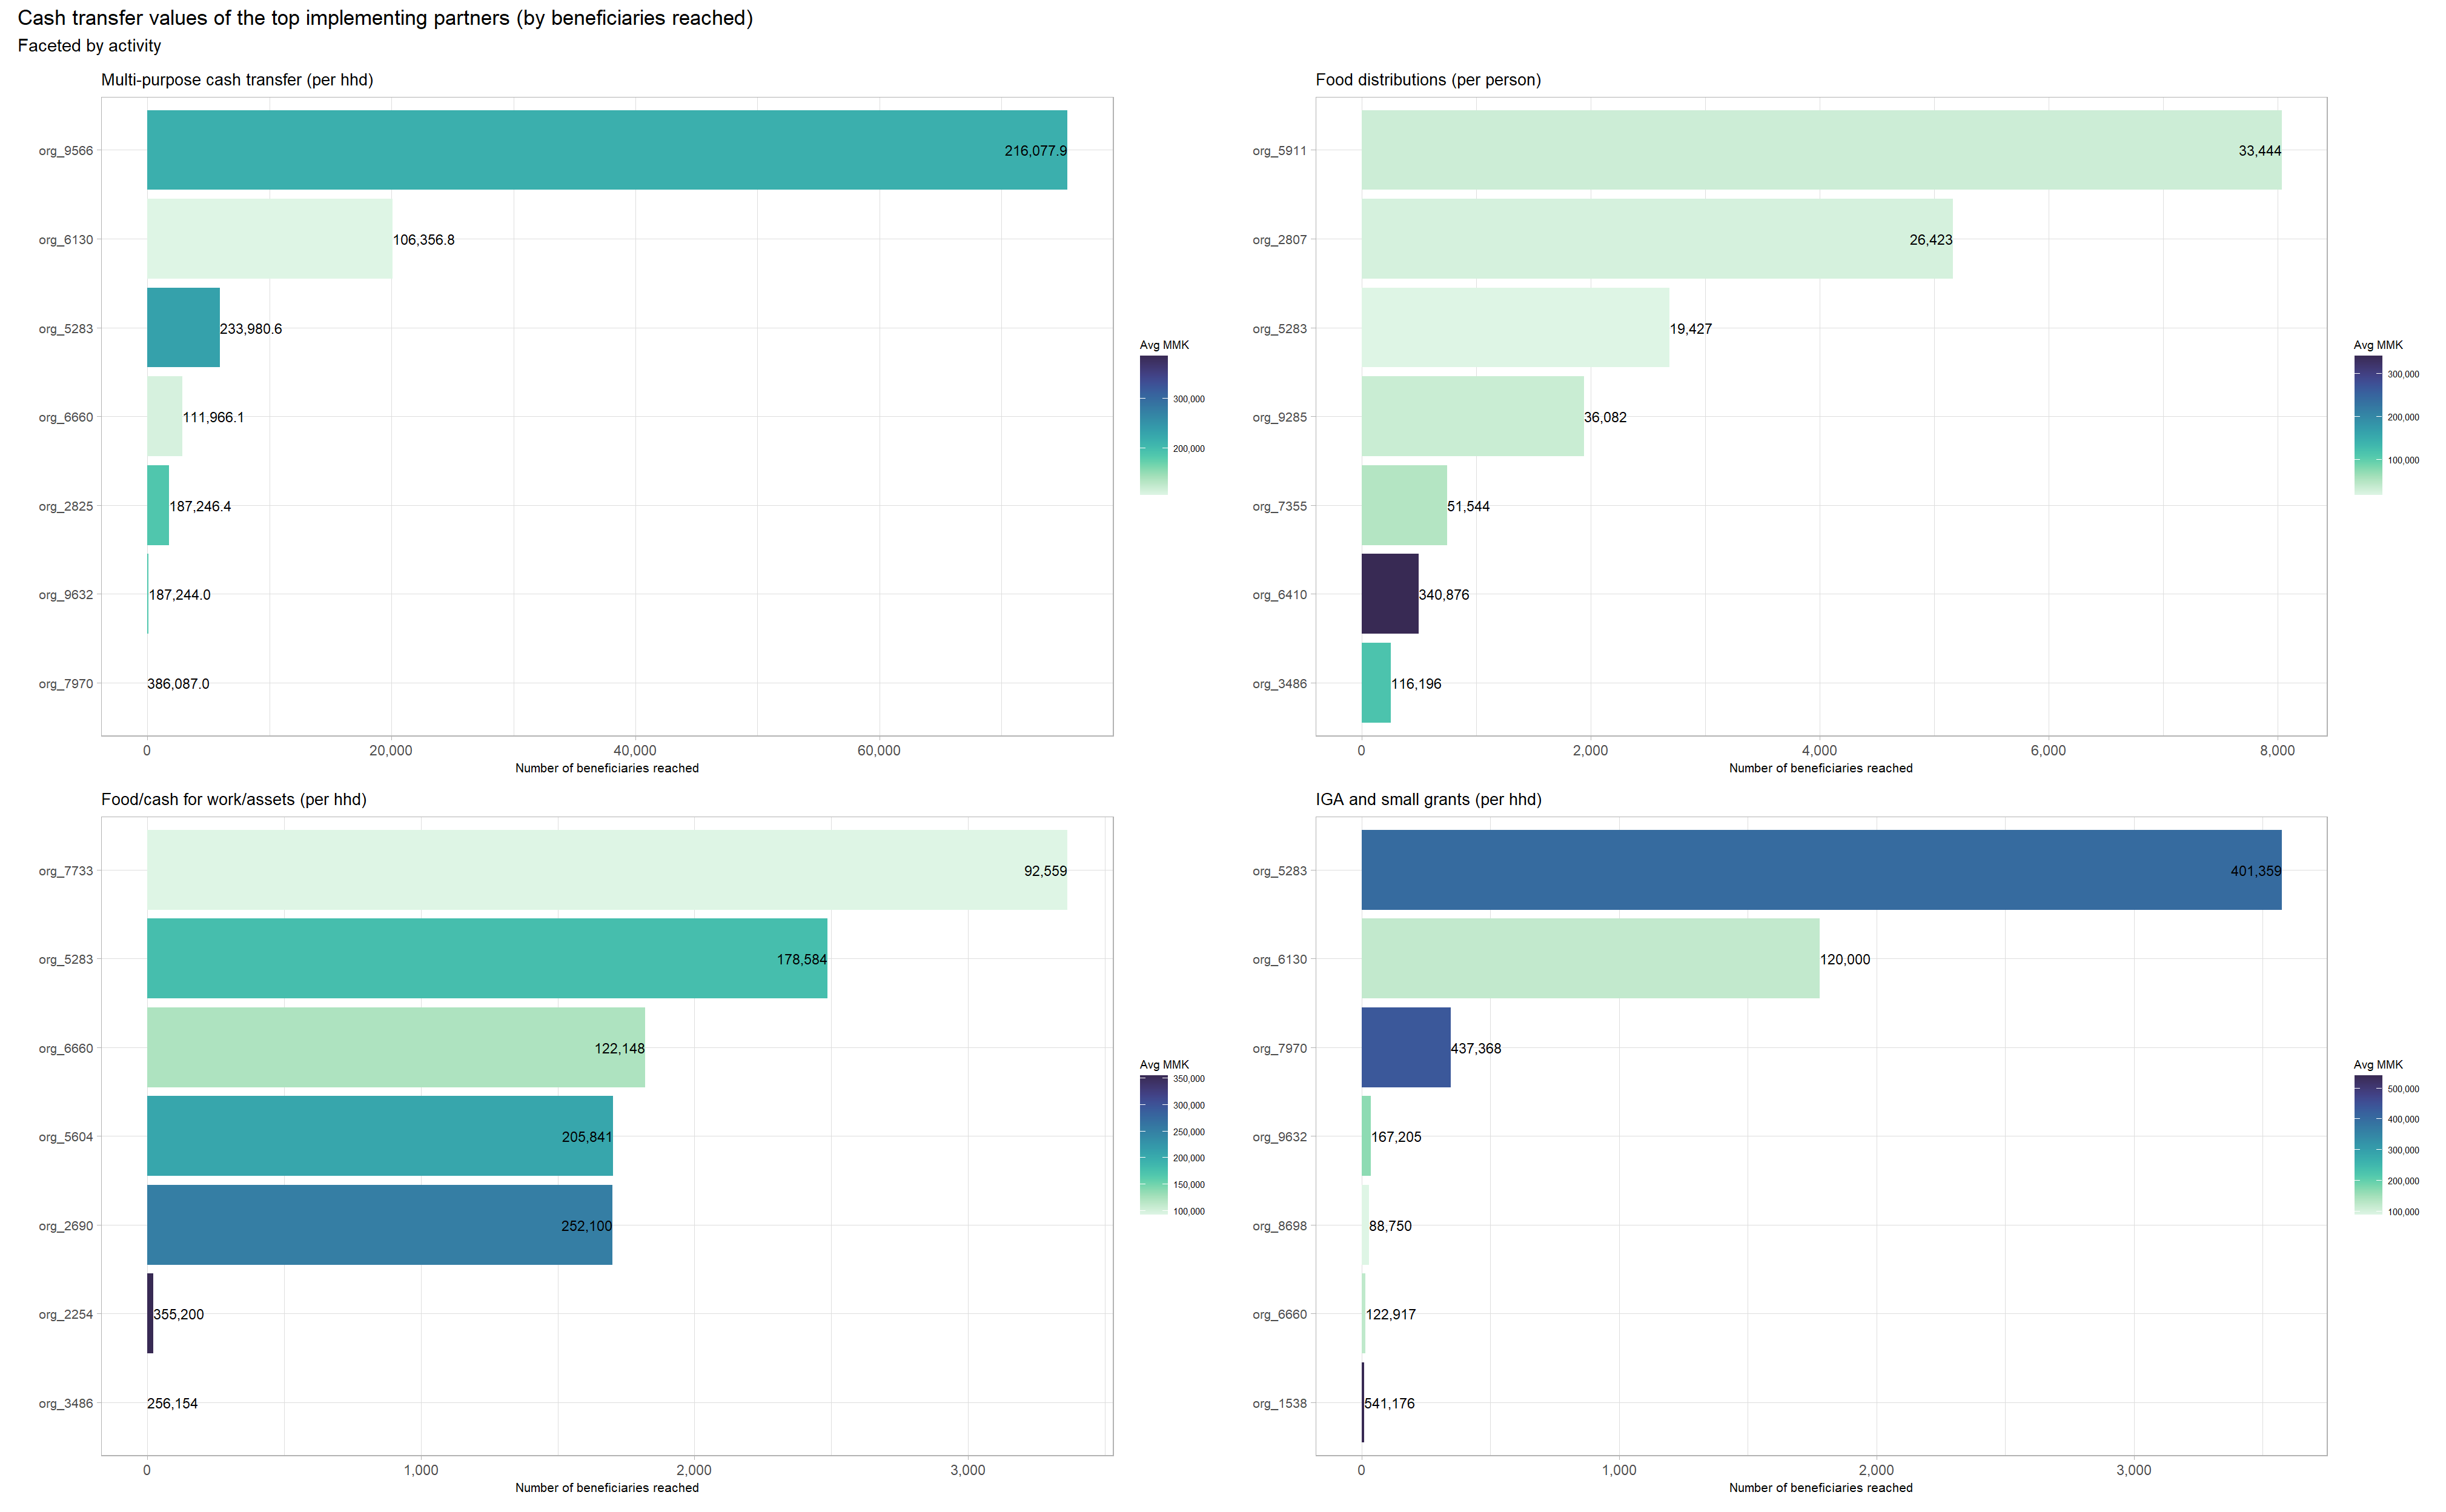 Cash transfer values of the top implementing partners (by beneficiaries reached)
Faceted by activity
Multi-purpose cash transfer (per hhd)
org_9566
216,077.9
org_6130
106,356.8
org_5283
233,980.6
org_6660
111,966.1
org_2825
187,246.4
org_9632
187,244.0
org_7970
386,087.0
0
20,000
40,000
60,000
Number of beneficiaries reached
Avg MMK
300,000
200,000
Food distributions (per person)
org_5911
33,444
org_2807
26,423
org_5283
19,427
org_9285
36,082
org_7355
51,544
org_6410
340,876
org_3486
116,196
0
2,000
4,000
6,000
8,000
Number of beneficiaries reached
Avg MMK
300,000
200,000
100,000
Food/cash for work/assets (per hhd)
org_7733
92,559
org_5283
178,584
org_6660
122,148
org_5604
205,841
org_2690
252,100
org_2254
355,200
org_3486
256,154
0
1,000
2,000
3,000
Number of beneficiaries reached
Avg MMK
350,000
300,000
250,000
200,000
150,000
100,000
IGA and small grants (per hhd)
org_5283
401,359
org_6130
120,000
org_7970
437,368
org_9632
167,205
org_8698
88,750
org_6660
122,917
org_1538
541,176
0
1,000
2,000
3,000
Number of beneficiaries reached
Avg MMK
500,000
400,000
300,000
200,000
100,000